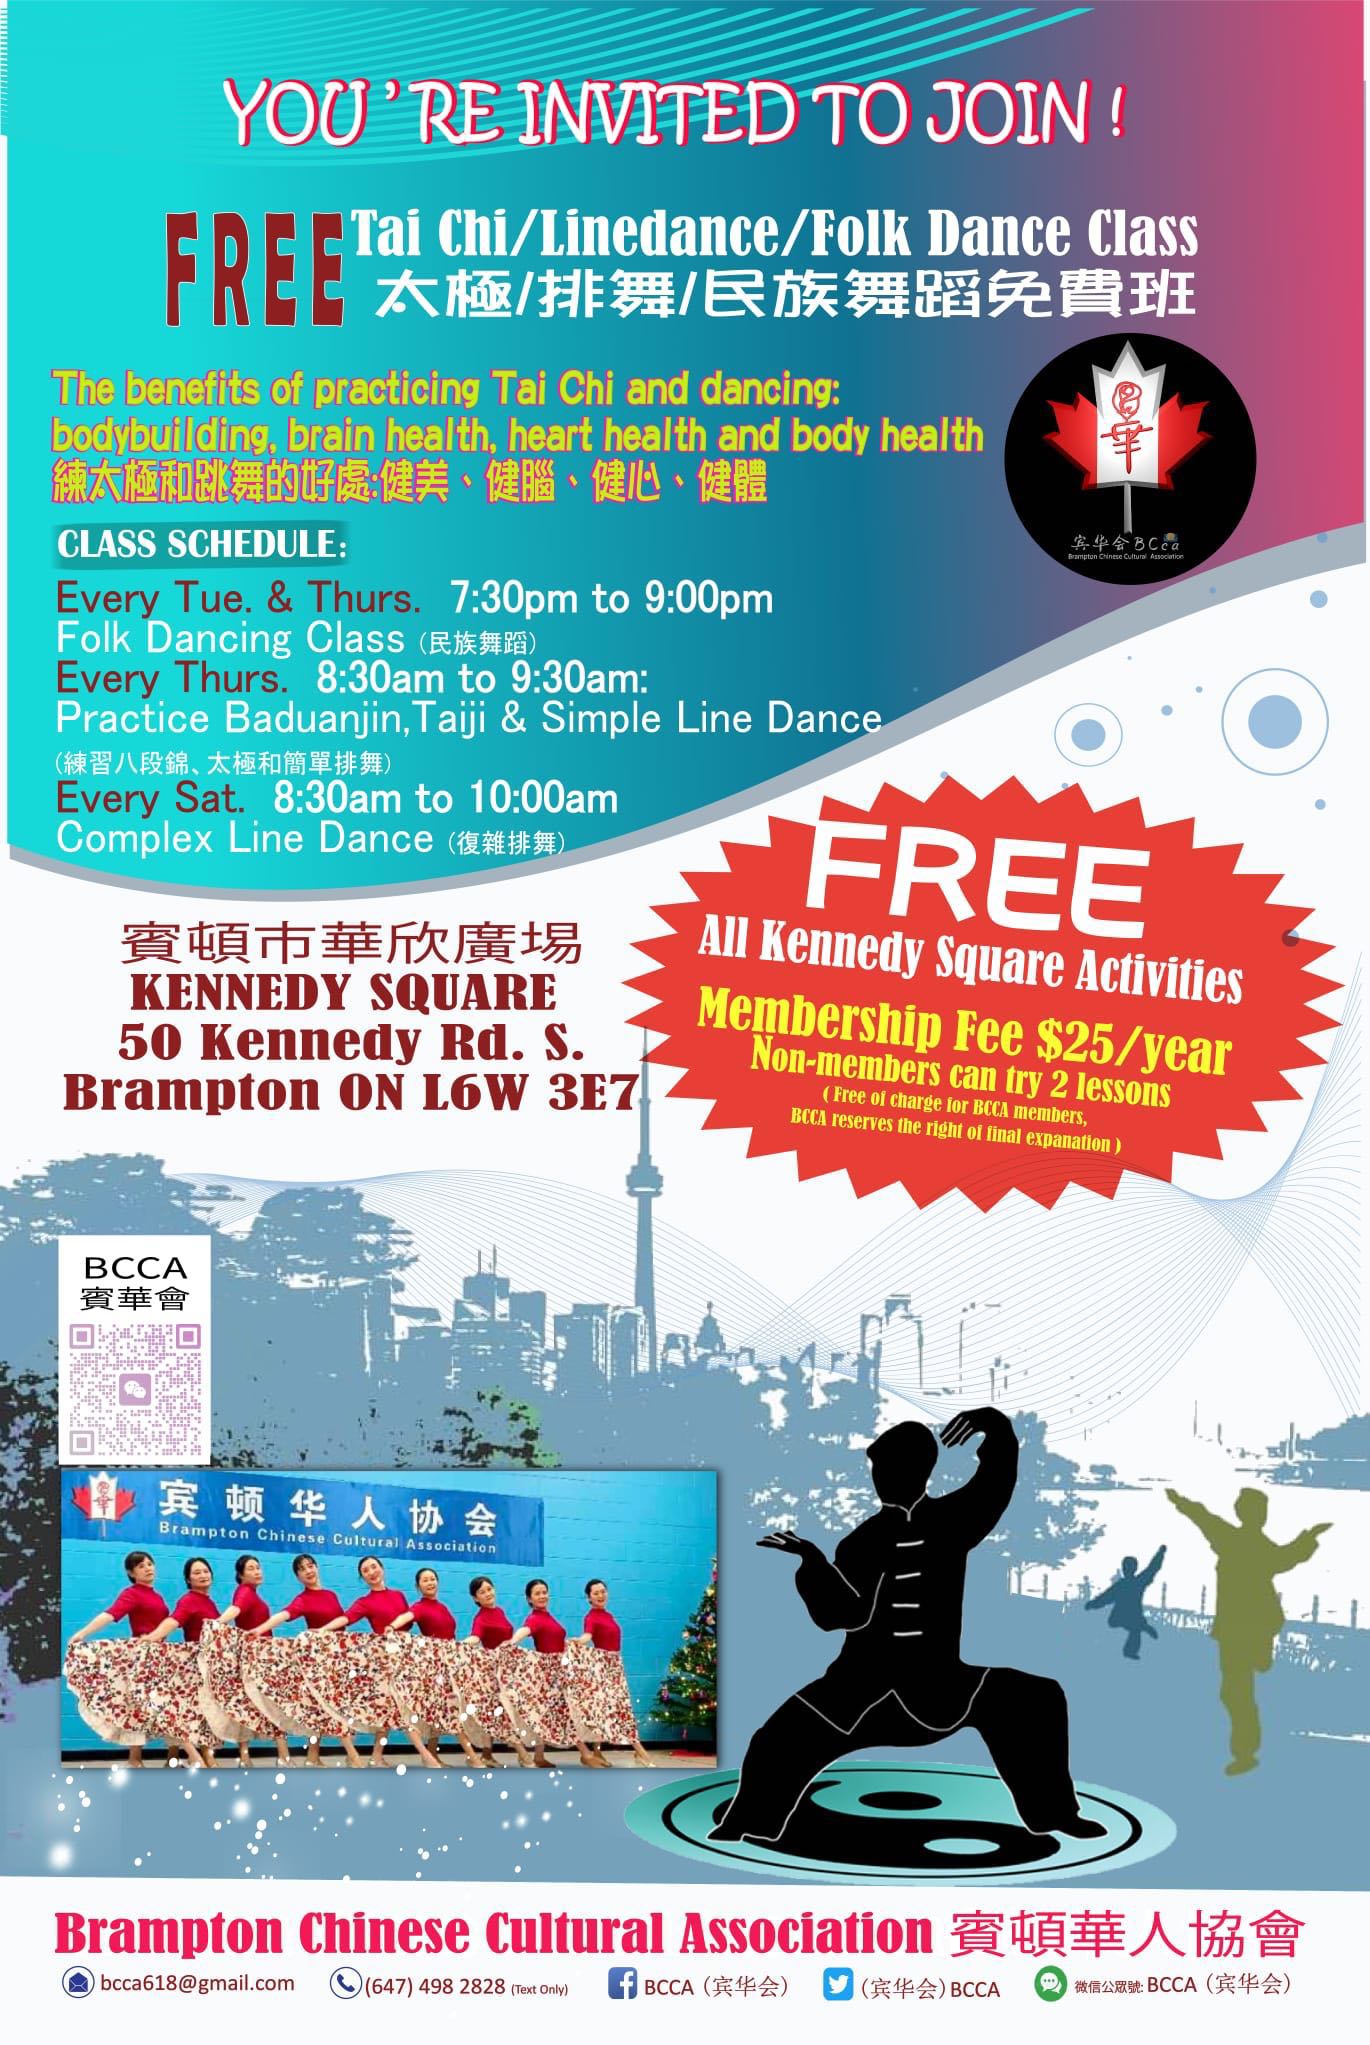 YOU'RE INVITED TO JOIN !
FREE Tai Chi/Linedance/Folk Dance Class
太極/排舞/民族舞蹈免費班
The benefits of practicing Tai Chi and dancing:
bodybuilding, brain health, heart health and body health
練太極和跳舞的好處:健美、健腦、健心、健體
宾华会BCca
Brampton Chinese Cultural Association
CLASS SCHEDULE:
Every Tue. & Thurs. 7:30pm to 9:00pm
Folk Dancing Class (民族舞蹈)
Every Thurs. 8:30am to 9:30am:
Practice Baduanjin,Taiji & Simple Line Dance
(練習八段錦、太極和簡單排舞)
Every Sat. 8:30am to 10:00am
Complex Line Dance (復雜排舞)
FREE
All Kennedy Square Activities
Membership Fee $25/year
Non-members can try 2 lessons
( Free of charge for BCCA members,
BCCA reserves the right of final expanation )
賓頓市華欣廣場
KENNEDY SQUARE
50 Kennedy Rd. S.
Brampton ON L6W 3E7
BCCA
賓華會
宾顿华人协会
Brampton Chinese Cultural Association
Brampton Chinese Cultural Association 賓頓華人協會
bcca618@gmail.com (647) 498 2828 (Text Only) BCCA（宾华会） （宾华会）BCCA 微信公眾號: BCCA（宾华会）